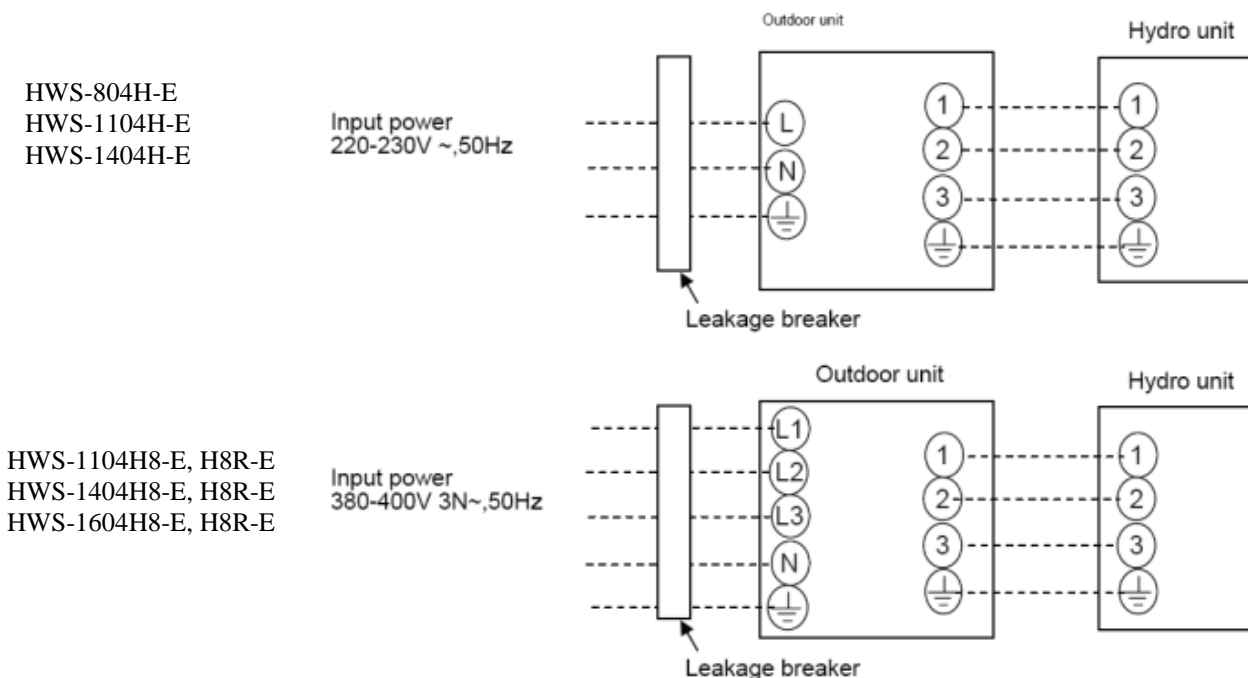 Outdoor unit
Hydro unit
HWS-804H-E
HWS-1104H-E
HWS-1404H-E
Input power
220-230V ~,50Hz
L
N
1
2
3
1
2
3
Leakage breaker
Outdoor unit
Hydro unit
HWS-1104H8-E, H8R-E
HWS-1404H8-E, H8R-E
HWS-1604H8-E, H8R-E
Input power
380-400V 3N~,50Hz
L1
L2
L3
N
1
2
3
1
2
3
Leakage breaker